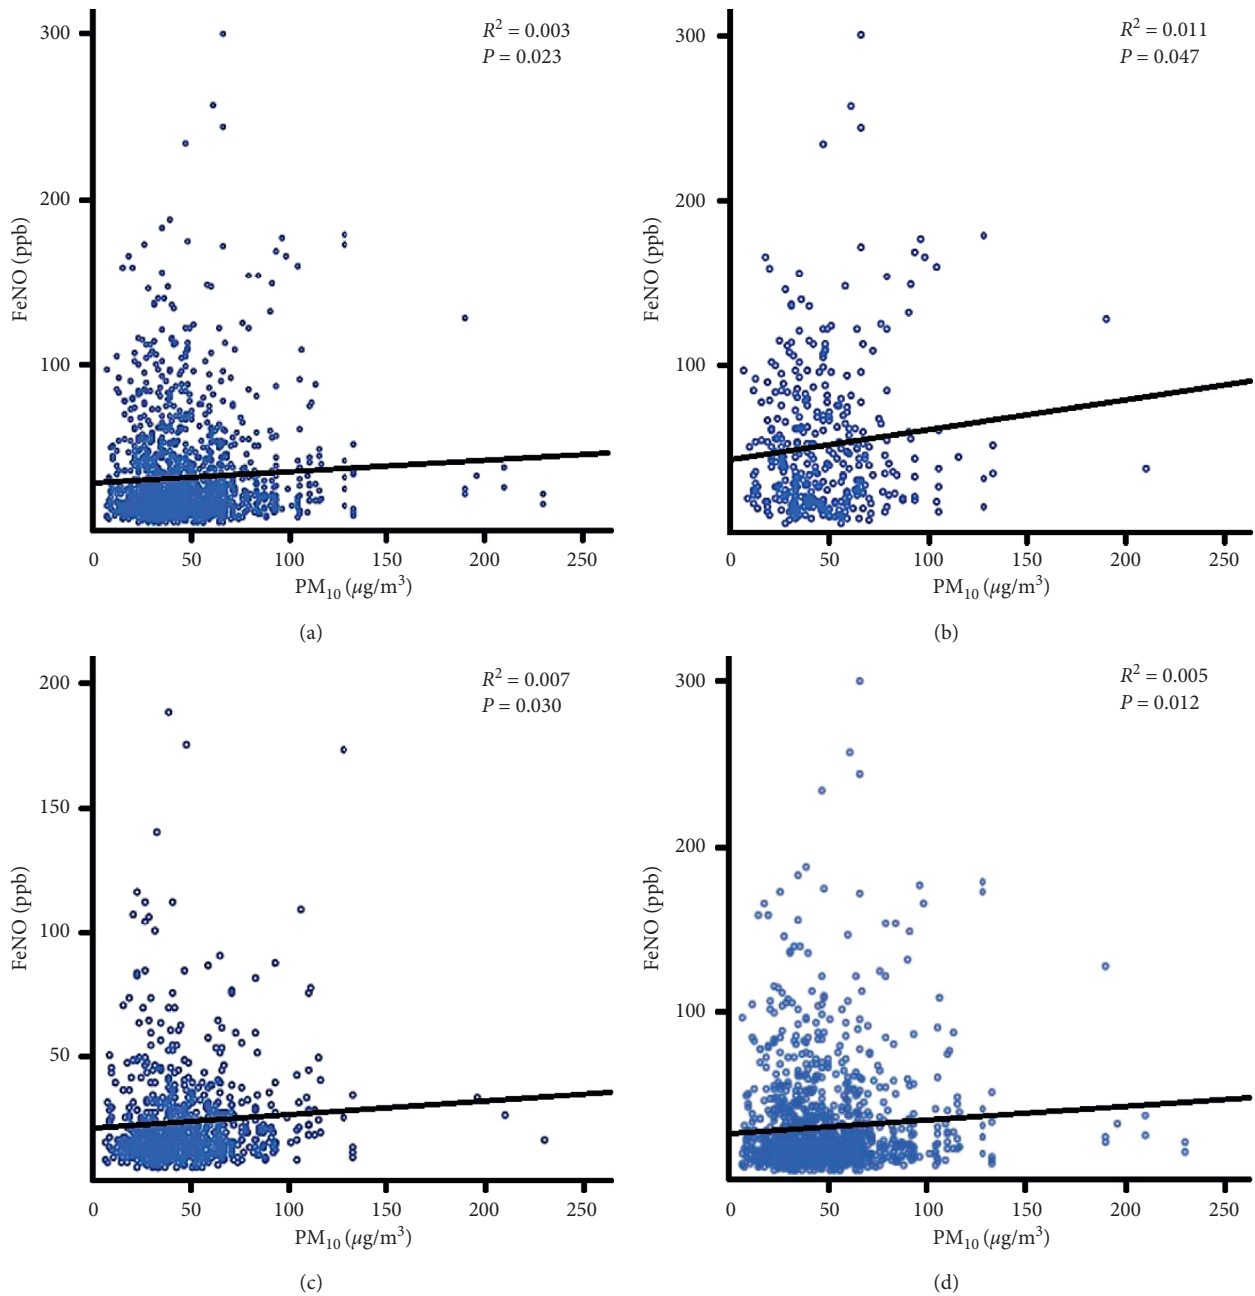 R² = 0.003
P = 0.023
300
200
100
FeNO (ppb)
0 50 100 150 200 250
PM₁₀ (μg/m³)
(a)
R² = 0.011
P = 0.047
300
200
100
FeNO (ppb)
0 50 100 150 200 250
PM₁₀ (μg/m³)
(b)
R² = 0.007
P = 0.030
200
150
100
50
FeNO (ppb)
0 50 100 150 200 250
PM₁₀ (μg/m³)
(c)
R² = 0.005
P = 0.012
300
200
100
FeNO (ppb)
0 50 100 150 200 250
PM₁₀ (μg/m³)
(d)